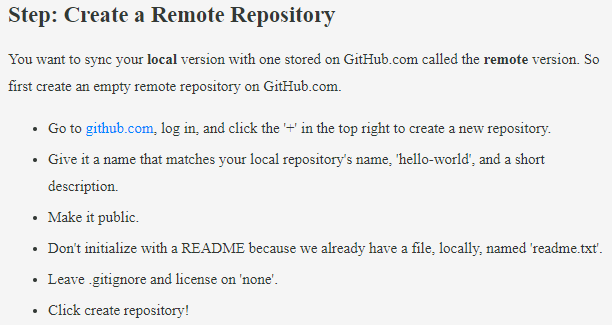 Step: Create a Remote Repository
You want to sync your local version with one stored on GitHub.com called the remote version. So
first create an empty remote repository on GitHub.com.
• Go to github.com, log in, and click the '+' in the top right to create a new repository.
• Give it a name that matches your local repository's name, 'hello-world', and a short
description.
• Make it public.
• Don't initialize with a README because we already have a file, locally, named 'readme.txt'.
• Leave .gitignore and license on 'none'.
• Click create repository!